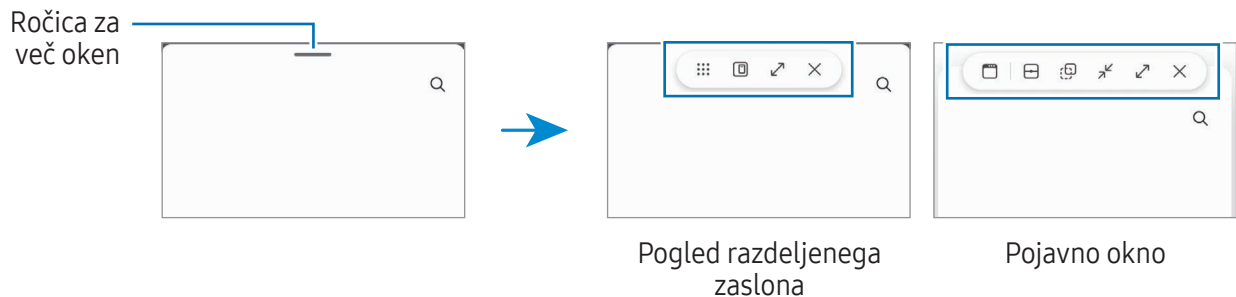 Ročica za
več oken
Pogled razdeljenega
zaslona
Pojavno okno